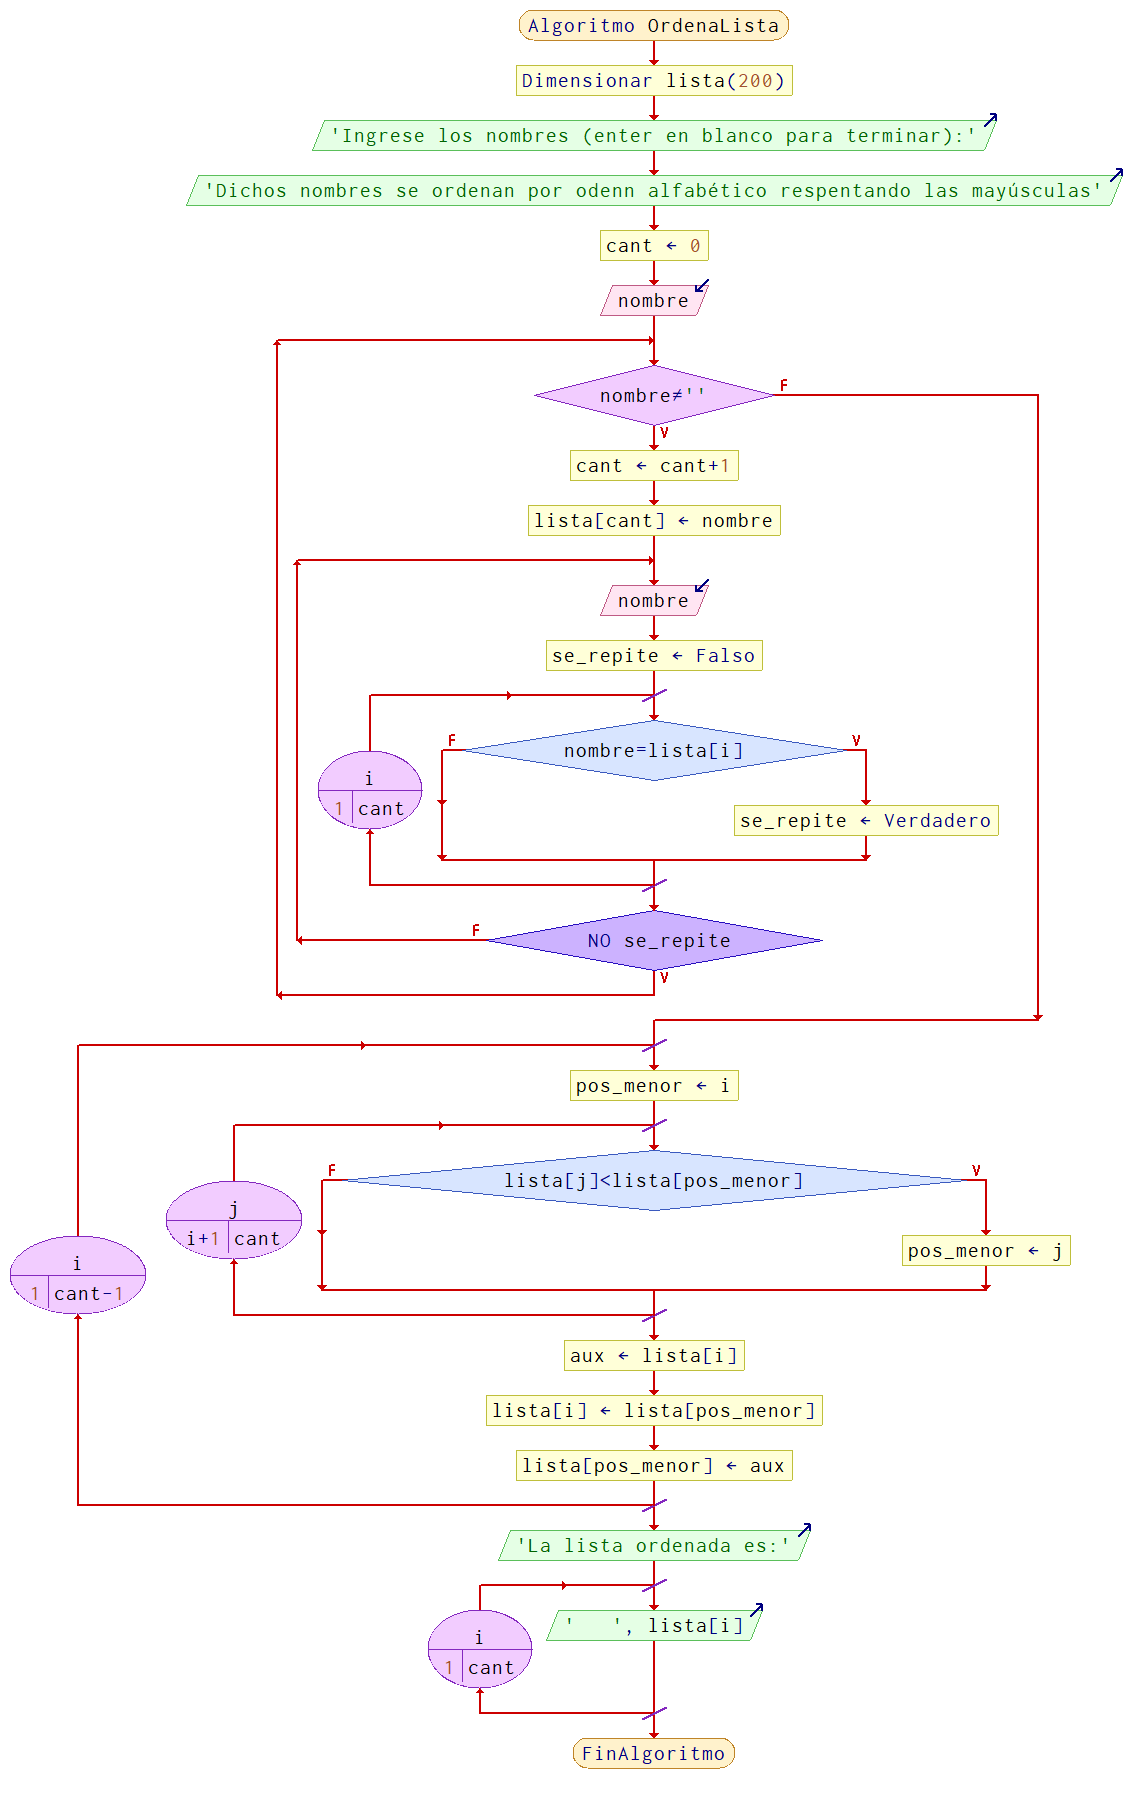 Algoritmo OrdenaLista
Dimensionar lista(200)
'Ingrese los nombres (enter en blanco para terminar):'
'Dichos nombres se ordenan por odenn alfabético respentando las mayúsculas'
cant ← 0
nombre
nombre≠''
F
V
cant ← cant+1
lista[cant] ← nombre
nombre
se_repite ← Falso
nombre=lista[i]
F
V
i
1 cant
se_repite ← Verdadero
NO se_repite
F
V
pos_menor ← i
lista[j]<lista[pos_menor]
F
V
j
i+1 cant
pos_menor ← j
i
1 cant-1
aux ← lista[i]
lista[i] ← lista[pos_menor]
lista[pos_menor] ← aux
'La lista ordenada es:'
'   ', lista[i]
i
1 cant
FinAlgoritmo